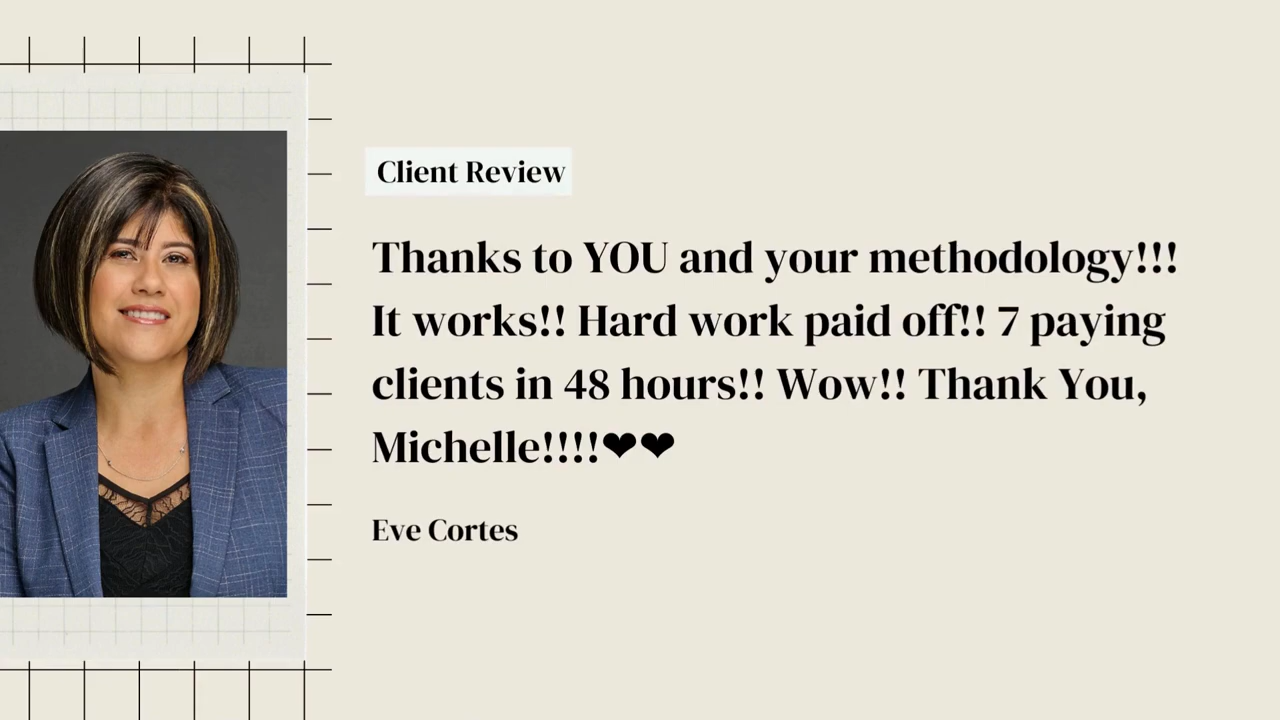 Client Review
Thanks to YOU and your methodology!!!
It works!! Hard work paid off!! 7 paying
clients in 48 hours!! Wow!! Thank You,
Michelle!!!!❤❤
Eve Cortes